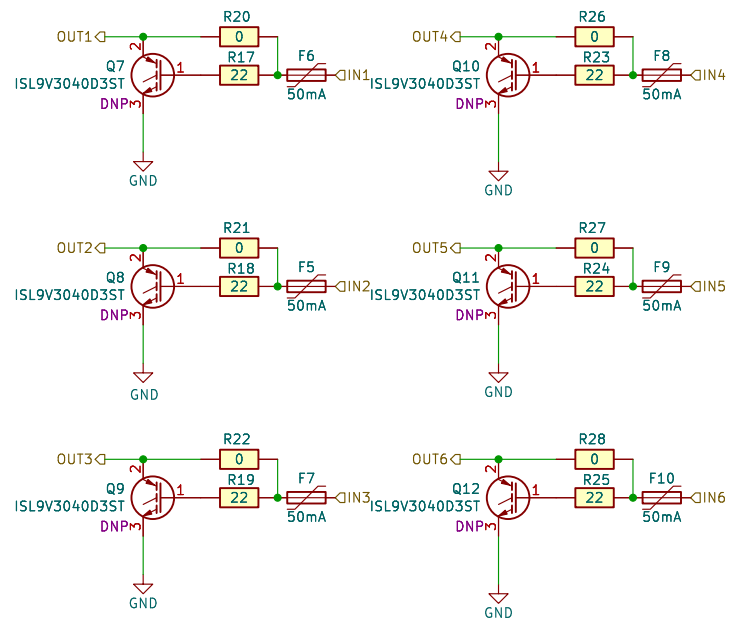 R20
OUT1
0
2
R17
F6
Q7
1
22
IN1
ISL9V3040D3ST
50mA
DNP
3
GND
R26
OUT4
0
2
R23
F8
Q10
1
22
IN4
ISL9V3040D3ST
50mA
DNP
3
GND
R21
OUT2
0
2
R18
F5
Q8
1
22
IN2
ISL9V3040D3ST
50mA
DNP
3
GND
R27
OUT5
0
2
R24
F9
Q11
1
22
IN5
ISL9V3040D3ST
50mA
DNP
3
GND
R22
OUT3
0
2
R19
F7
Q9
1
22
IN3
ISL9V3040D3ST
50mA
DNP
3
GND
R28
OUT6
0
2
R25
F10
Q12
1
22
IN6
ISL9V3040D3ST
50mA
DNP
3
GND